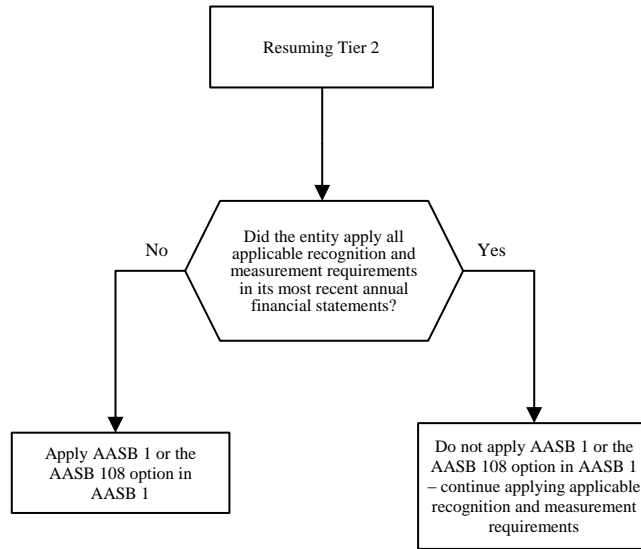 Resuming Tier 2
Did the entity apply all
applicable recognition and
measurement requirements
in its most recent annual
financial statements?
No
Yes
Apply AASB 1 or the
AASB 108 option in
AASB 1
Do not apply AASB 1 or the
AASB 108 option in AASB 1
– continue applying applicable
recognition and measurement
requirements